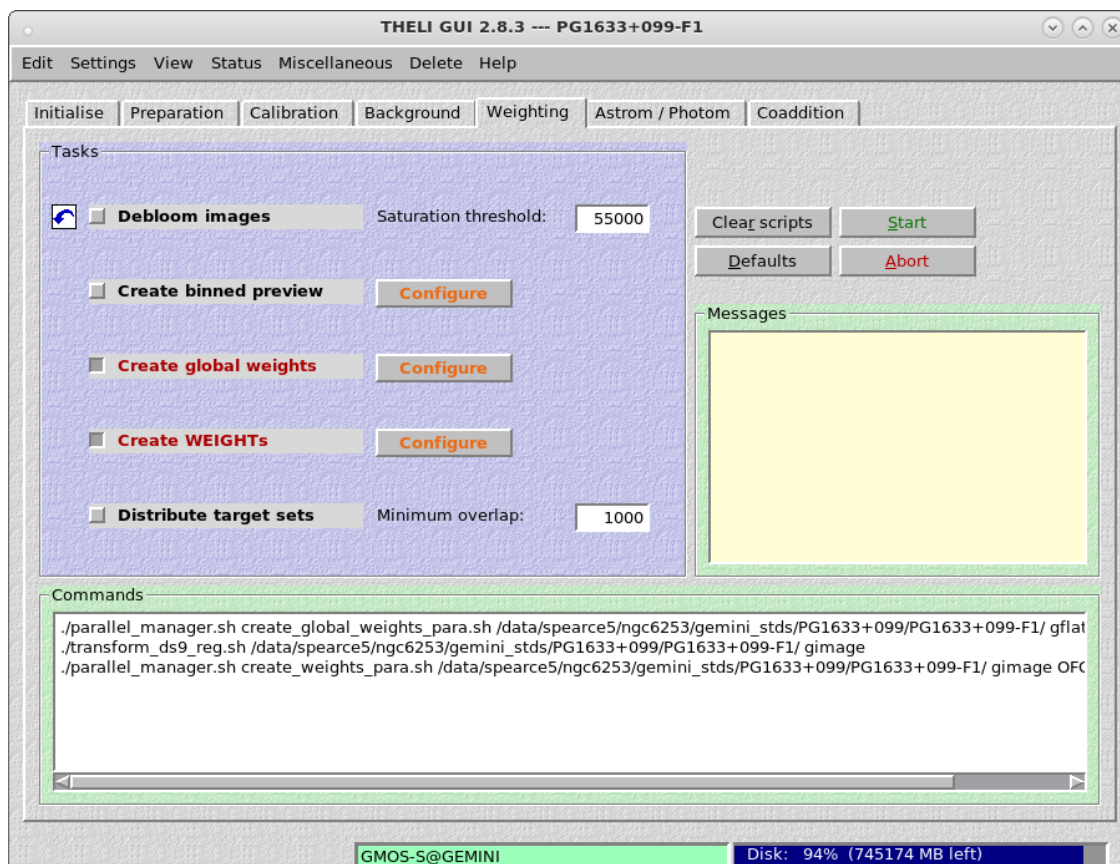 THELI GUI 2.8.3 --- PG1633+099-F1
Edit Settings View Status Miscellaneous Delete Help
Initialise Preparation Calibration Background Weighting Astrom / Photom Coaddition
Tasks
Debloom images Saturation threshold: 55000
Clear scripts Start
Defaults Abort
Create binned preview Configure
Messages
Create global weights Configure
Create WEIGHTs Configure
Distribute target sets Minimum overlap: 1000
Commands
./parallel_manager.sh create_global_weights_para.sh /data/spearce5/ngc6253/gemini_stds/PG1633+099/PG1633+099-F1/ gflat
./transform_ds9_reg.sh /data/spearce5/ngc6253/gemini_stds/PG1633+099/PG1633+099-F1/ gimage
./parallel_manager.sh create_weights_para.sh /data/spearce5/ngc6253/gemini_stds/PG1633+099/PG1633+099-F1/ gimage
GMOS-S@GEMINI Disk: 94% (745174 MB left)